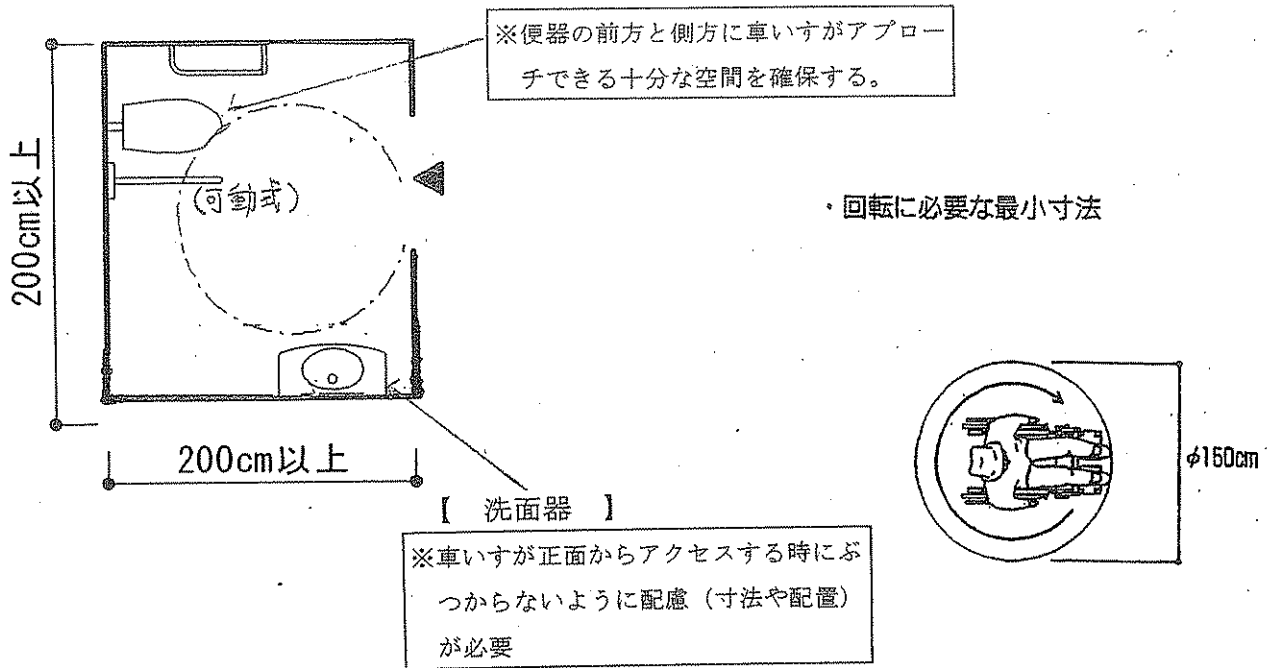 ※便器の前方と側方に車いすがアプロー
チできる十分な空間を確保する。
200cm以上
(可動式)
・回転に必要な最小寸法
200cm以上
φ150cm
【 洗面器 】
※車いすが正面からアクセスする時にぶ
つからないように配慮（寸法や配置）
が必要